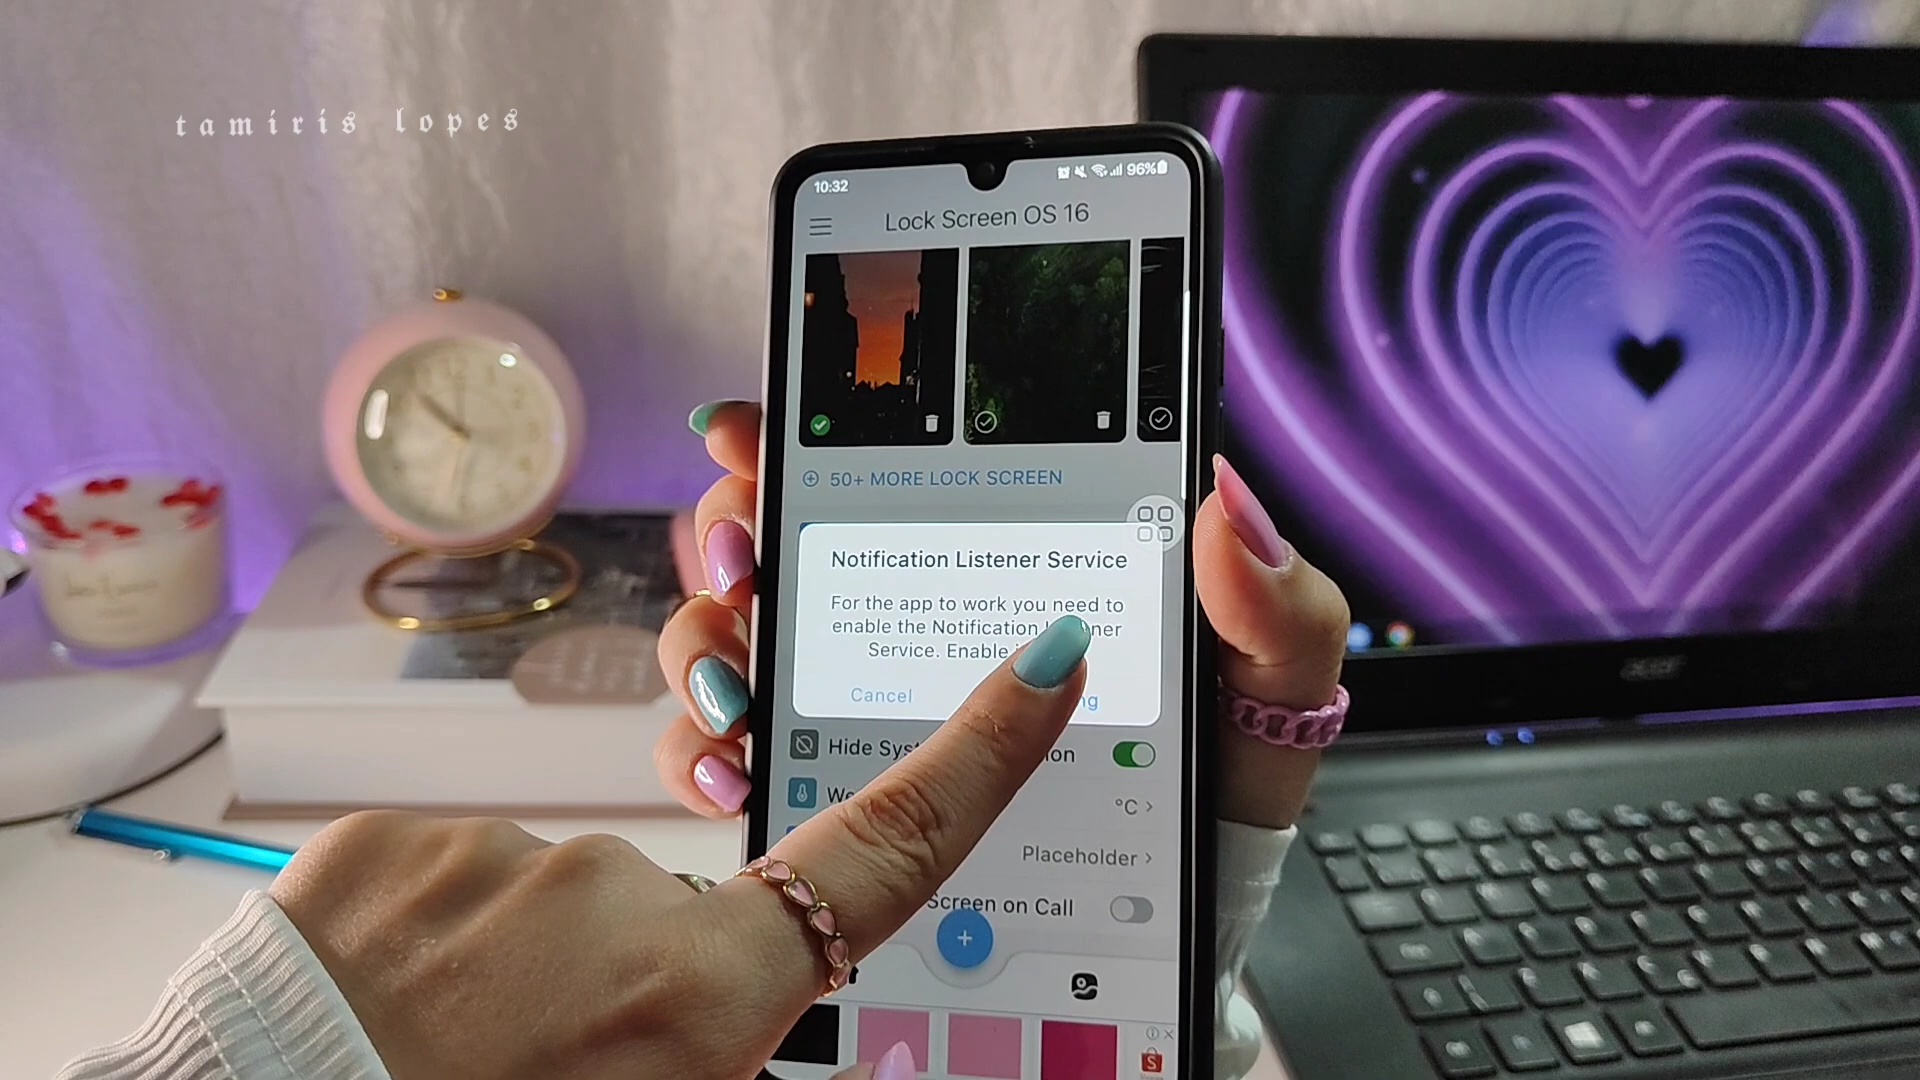 tamiris lopes
10:32
96%
Lock Screen OS 16
50+ MORE LOCK SCREEN
Notification Listener Service
For the app to work you need to
enable the Notification
Service. Enable
Cancel
Hide
°C
Placeholder
Screen on Call
acer